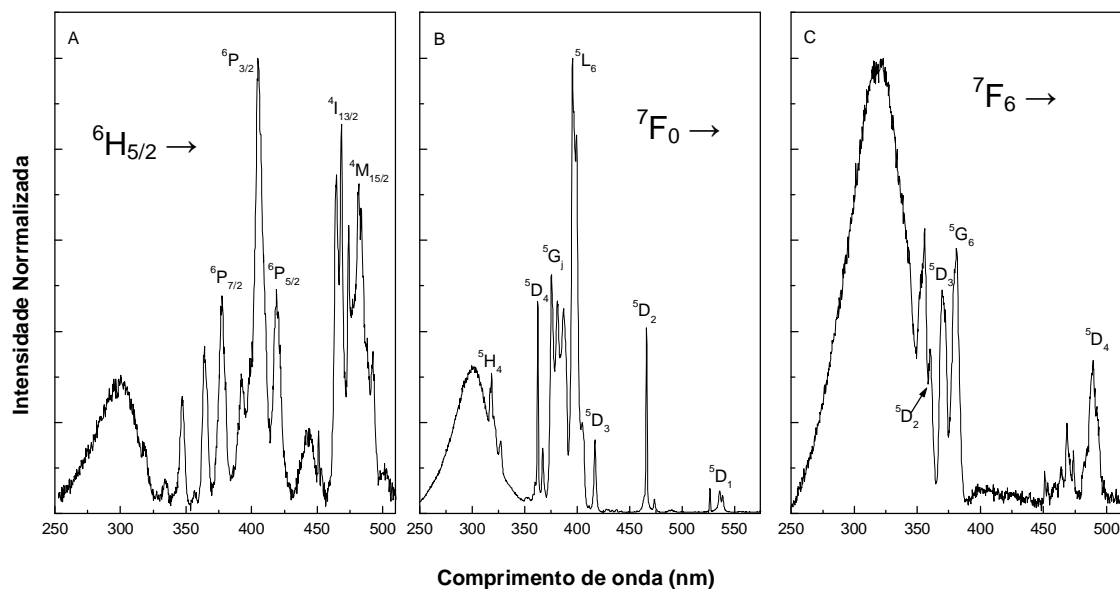 A
⁶H₅/₂ →
⁶P₇/₂
⁶P₃/₂
⁶P₅/₂
⁴I₁₃/₂
⁴M₁₅/₂
B
⁷F₀ →
⁵H₄
⁵D₄
⁵Gⱼ
⁵L₆
⁵D₃
⁵D₂
⁵D₁
C
⁷F₆ →
⁵D₂
⁵D₃
⁵G₆
⁵D₄
250 300 350 400 450 500
250 300 350 400 450 500 550
250 300 350 400 450 500
Intensidade Norrmalizada
Comprimento de onda (nm)